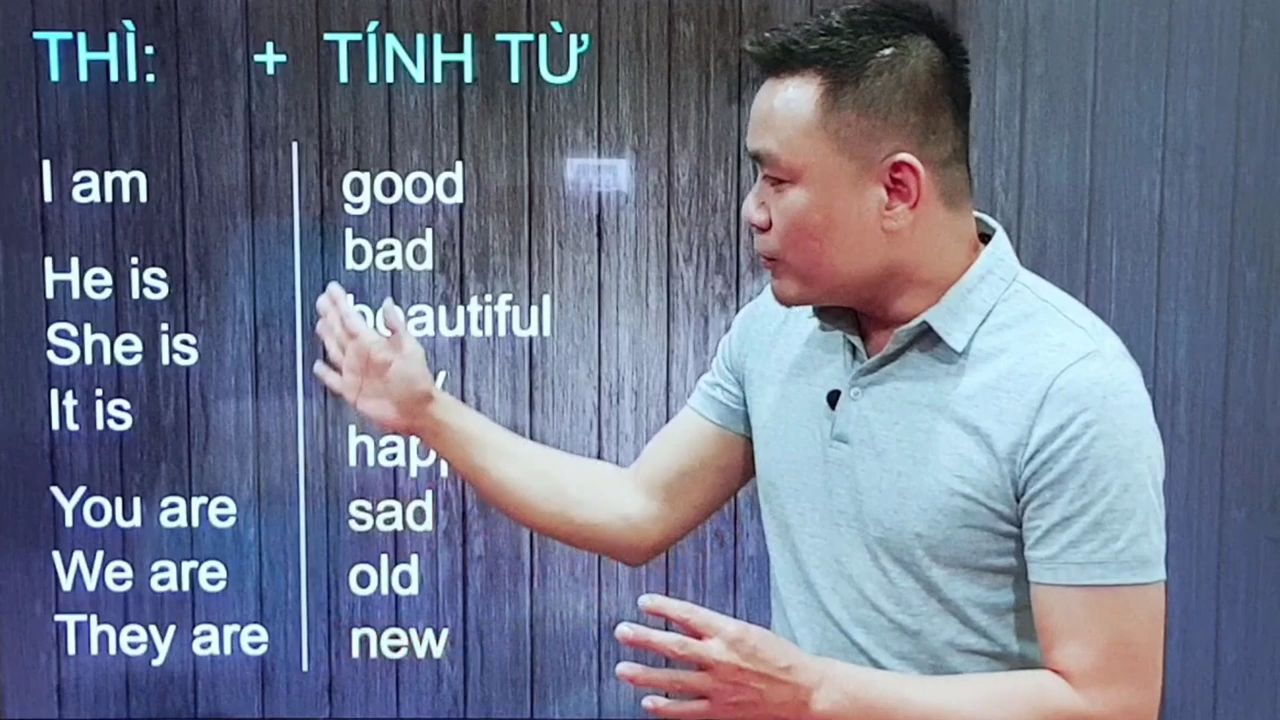 THÌ: + TÍNH TỪ
I am good
bad
He is
She is beautiful
It is
happy
You are sad
We are old
They are new